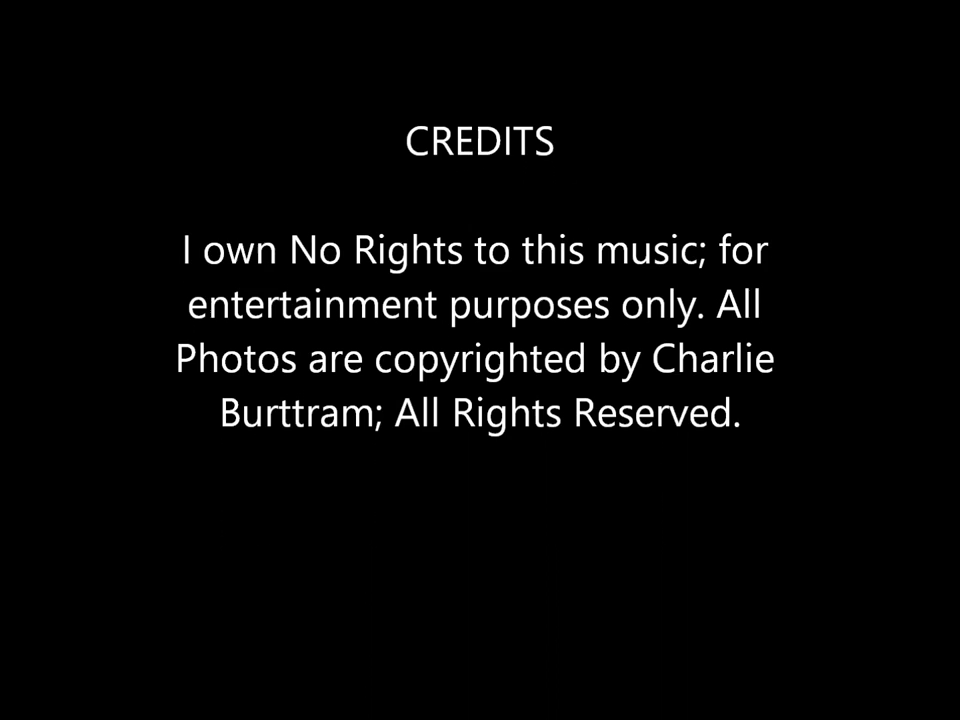 CREDITS
I own No Rights to this music; for
entertainment purposes only. All
Photos are copyrighted by Charlie
Burttram; All Rights Reserved.